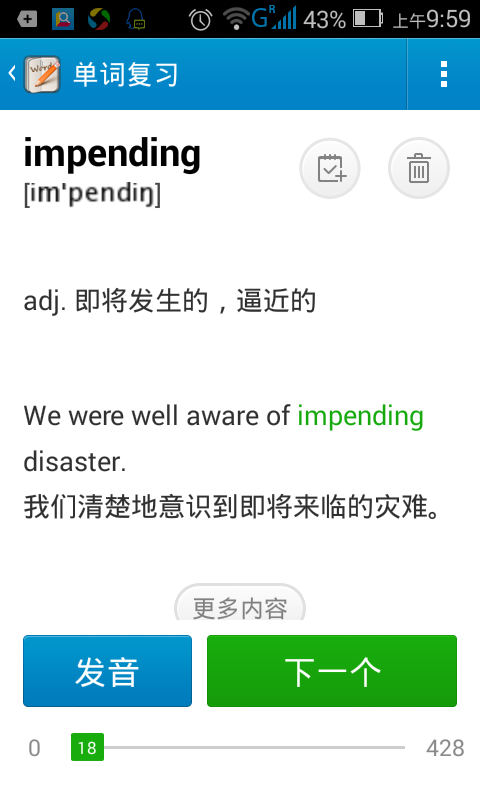 G R 43% 上午9:59
Words 单词复习
impending
[im'pendiŋ]
adj. 即将发生的，逼近的
We were well aware of impending
disaster.
我们清楚地意识到即将来临的灾难。
更多内容
发音 下一个
0 18 428